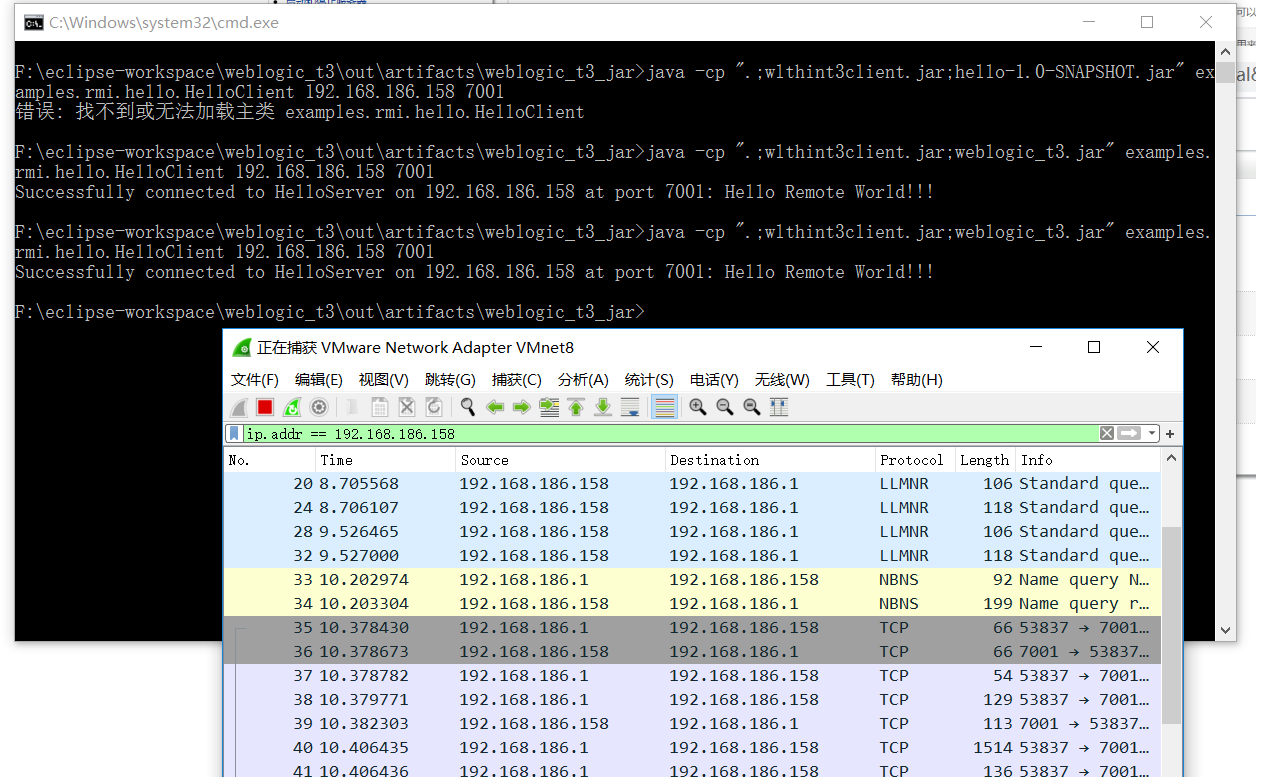 C:\Windows\system32\cmd.exe
F:\eclipse-workspace\weblogic_t3\out\artifacts\weblogic_t3_jar>java -cp ".;wlthint3client.jar;hello-1.0-SNAPSHOT.jar" ex
amples.rmi.hello.HelloClient 192.168.186.158 7001
错误: 找不到或无法加载主类 examples.rmi.hello.HelloClient
F:\eclipse-workspace\weblogic_t3\out\artifacts\weblogic_t3_jar>java -cp ".;wlthint3client.jar;weblogic_t3.jar" examples.
rmi.hello.HelloClient 192.168.186.158 7001
Successfully connected to HelloServer on 192.168.186.158 at port 7001: Hello Remote World!!!
F:\eclipse-workspace\weblogic_t3\out\artifacts\weblogic_t3_jar>java -cp ".;wlthint3client.jar;weblogic_t3.jar" examples.
rmi.hello.HelloClient 192.168.186.158 7001
Successfully connected to HelloServer on 192.168.186.158 at port 7001: Hello Remote World!!!
F:\eclipse-workspace\weblogic_t3\out\artifacts\weblogic_t3_jar>
正在捕获 VMware Network Adapter VMnet8
文件(F) 编辑(E) 视图(V) 跳转(G) 捕获(C) 分析(A) 统计(S) 电话(Y) 无线(W) 工具(T) 帮助(H)
ip.addr == 192.168.186.158
No. Time Source Destination Protocol Length Info
20 8.705568 192.168.186.158 192.168.186.1 LLMNR 106 Standard que…
24 8.706107 192.168.186.158 192.168.186.1 LLMNR 118 Standard que…
28 9.526465 192.168.186.158 192.168.186.1 LLMNR 106 Standard que…
32 9.527000 192.168.186.158 192.168.186.1 LLMNR 118 Standard que…
33 10.202974 192.168.186.1 192.168.186.158 NBNS 92 Name query N…
34 10.203304 192.168.186.158 192.168.186.1 NBNS 199 Name query r…
35 10.378430 192.168.186.1 192.168.186.158 TCP 66 53837 → 7001…
36 10.378673 192.168.186.158 192.168.186.1 TCP 66 7001 → 53837…
37 10.378782 192.168.186.1 192.168.186.158 TCP 54 53837 → 7001…
38 10.379771 192.168.186.1 192.168.186.158 TCP 129 53837 → 7001…
39 10.382303 192.168.186.158 192.168.186.1 TCP 113 7001 → 53837…
40 10.406435 192.168.186.1 192.168.186.158 TCP 1514 53837 → 7001…
41 10.406436 192.168.186.1 192.168.186.158 TCP 136 53837 → 7001…